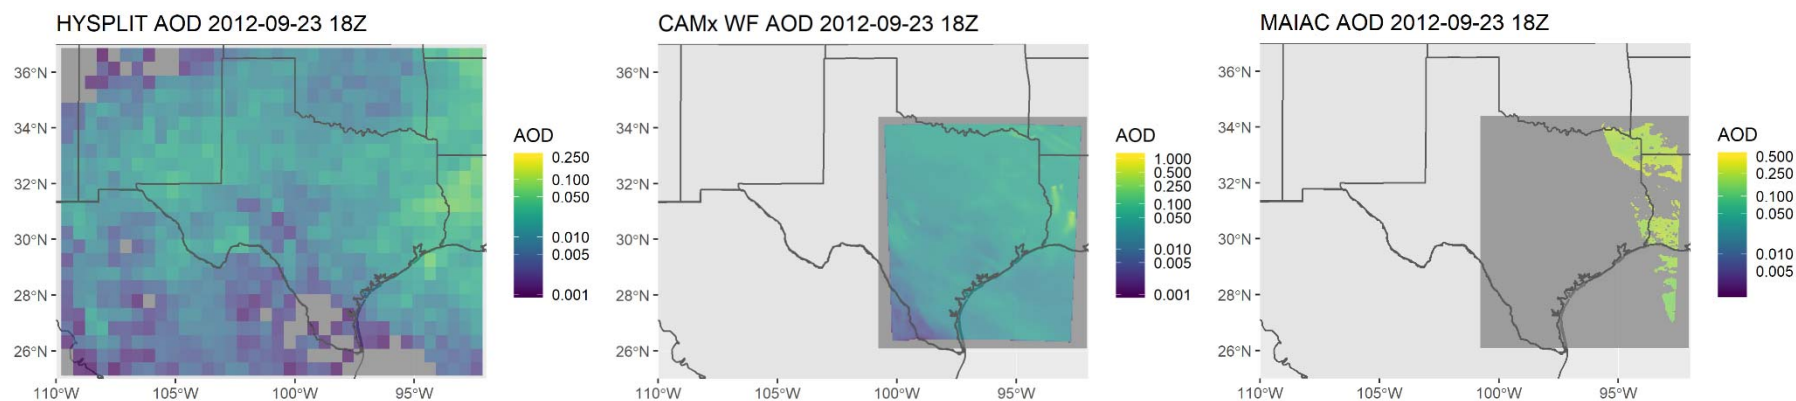 HYSPLIT AOD 2012-09-23 18Z
36°N
34°N
32°N
30°N
28°N
26°N
110°W
105°W
100°W
95°W
AOD
0.250
0.100
0.050
0.010
0.005
0.001
CAMx WF AOD 2012-09-23 18Z
36°N
34°N
32°N
30°N
28°N
26°N
110°W
105°W
100°W
95°W
AOD
1.000
0.500
0.250
0.100
0.050
0.010
0.005
0.001
MAIAC AOD 2012-09-23 18Z
36°N
34°N
32°N
30°N
28°N
26°N
110°W
105°W
100°W
95°W
AOD
0.500
0.250
0.100
0.050
0.010
0.005